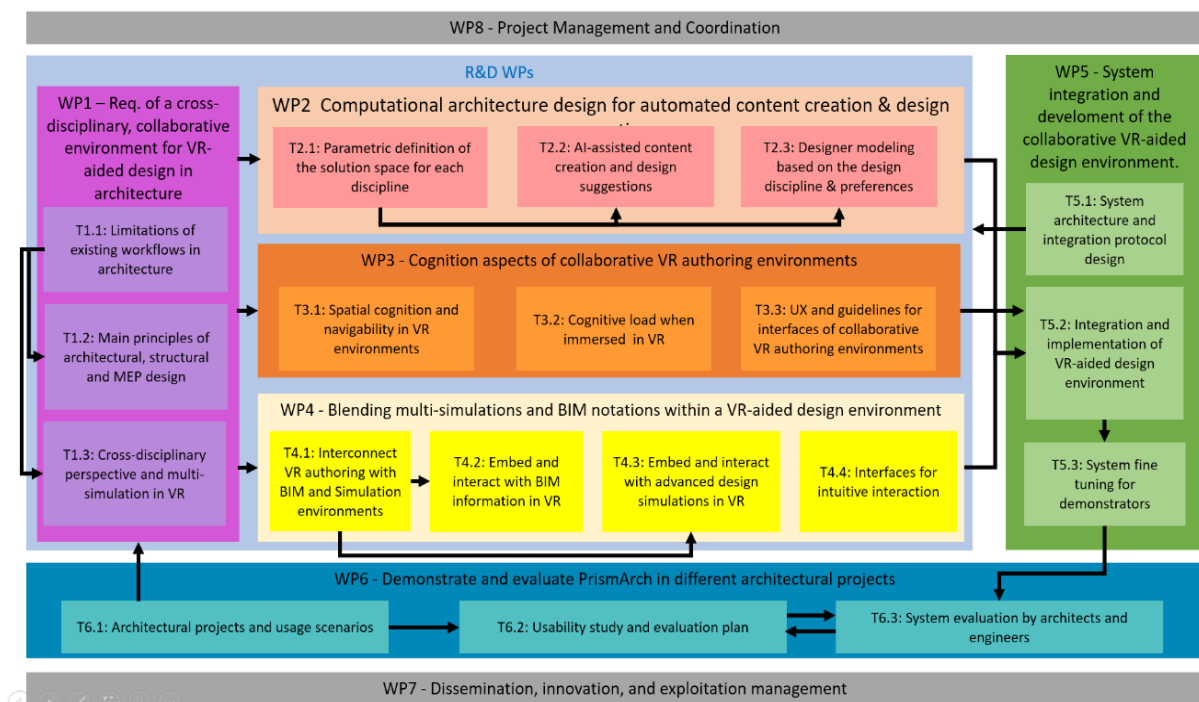 WP8 - Project Management and Coordination
R&D WPs
WP1 – Req. of a cross-
disciplinary, collaborative
environment for VR-
aided design in
architecture
T1.1: Limitations of
existing workflows in
architecture
T1.2: Main principles of
architectural, structural
and MEP design
T1.3: Cross-disciplinary
perspective and multi-
simulation in VR
WP2 Computational architecture design for automated content creation & design
T2.1: Parametric definition of
the solution space for each
discipline
T2.2: AI-assisted content
creation and design
suggestions
T2.3: Designer modeling
based on the design
discipline & preferences
WP3 - Cognition aspects of collaborative VR authoring environments
T3.1: Spatial cognition and
navigability in VR
environments
T3.2: Cognitive load when
immersed in VR
T3.3: UX and guidelines for
interfaces of collaborative
VR authoring environments
WP4 - Blending multi-simulations and BIM notations within a VR-aided design environment
T4.1: Interconnect
VR authoring with
BIM and Simulation
environments
T4.2: Embed and
interact with BIM
information in VR
T4.3: Embed and interact
with advanced design
simulations in VR
T4.4: Interfaces for
intuitive interaction
WP5 - System
integration and
develoment of the
collaborative VR-aided
design environment.
T5.1: System
architecture and
integration protocol
design
T5.2: Integration and
implementation of
VR-aided design
environment
T5.3: System fine
tuning for
demonstrators
WP6 - Demonstrate and evaluate PrismArch in different architectural projects
T6.1: Architectural projects and usage scenarios
T6.2: Usability study and evaluation plan
T6.3: System evaluation by architects and
engineers
WP7 - Dissemination, innovation, and exploitation management